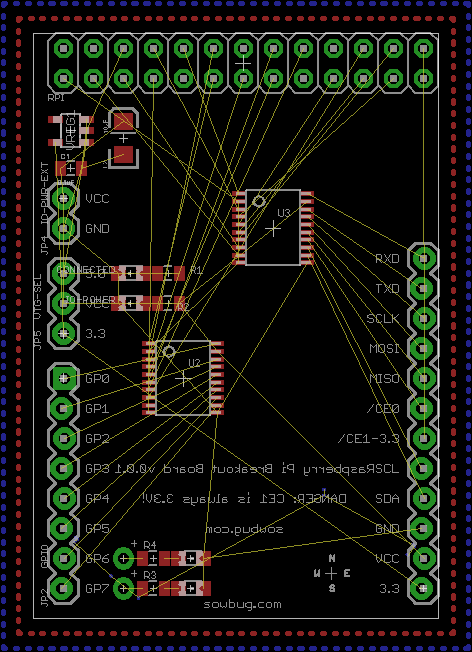 RPI
VREG1
C1
JP4 IO-PWR-EXT
VCC
GND
U3
JP5 VTG-SEL
CONNECTED
5.0
R1
IO-POWER
VCC
R2
3.3
U2
JP2 GPIO
GP0
GP1
GP2
GP3
GP4
GP5
GP6
GP7
RXD
TXD
SCLK
MOSI
MISO
/CE0
/CE1-3.3
SCL
SDA
GND
VCC
3.3
Raspberry Pi Breakout Board v0.0.1
DANGER: CE1 is always 3.3V!
sowbug.com
+ R4
+ R3
N
W E
S
sowbug.com